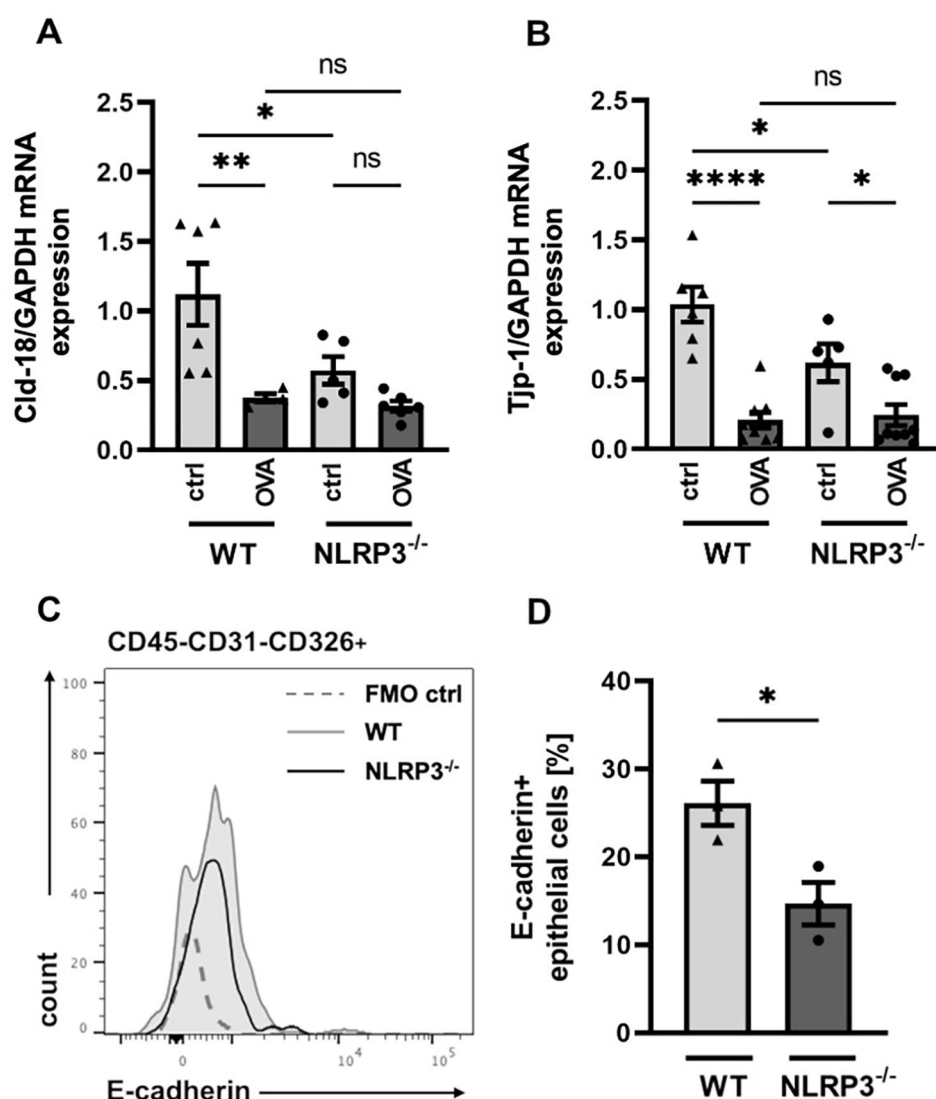 A
Cld-18/GAPDH mRNA
expression
2.5
2.0
1.5
1.0
0.5
0.0
ns
*
**
ns
ctrl
OVA
ctrl
OVA
WT
NLRP3-/-
B
Tjp-1/GAPDH mRNA
expression
2.5
2.0
1.5
1.0
0.5
0.0
ns
*
****
*
ctrl
OVA
ctrl
OVA
WT
NLRP3-/-
C
CD45-CD31-CD326+
count
100
80
60
40
20
0
FMO ctrl
WT
NLRP3-/-
0
10^4
10^5
E-cadherin
D
E-cadherin+
epithelial cells [%]
40
30
20
10
0
*
WT
NLRP3-/-